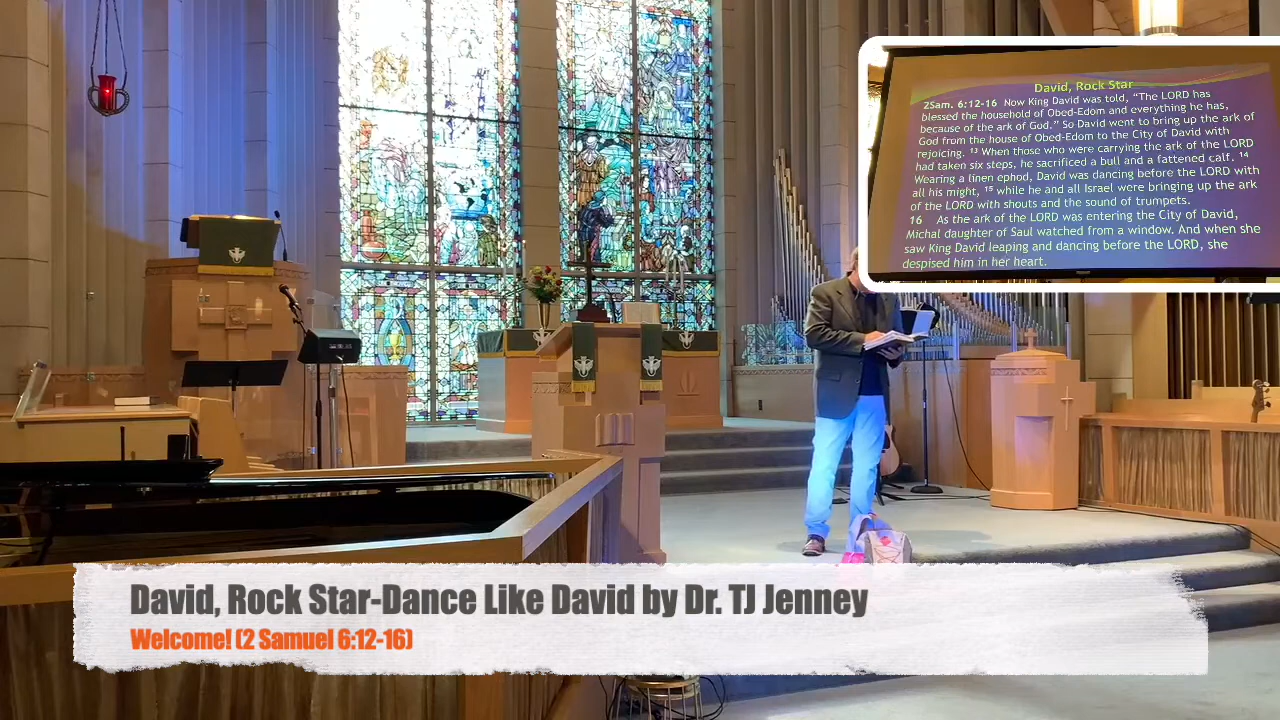 David, Rock Star
2Sam. 6:12-16 Now King David was told, "The LORD has
blessed the household of Obed-Edom and everything he has,
because of the ark of God." So David went to bring up the ark of
God from the house of Obed-Edom to the City of David with
rejoicing. 13 When those who were carrying the ark of the LORD
had taken six steps, he sacrificed a bull and a fattened calf. 14
Wearing a linen ephod, David was dancing before the LORD with
all his might, 15 while he and all Israel were bringing up the ark
of the LORD with shouts and the sound of trumpets.
16 As the ark of the LORD was entering the City of David,
Michal daughter of Saul watched from a window. And when she
saw King David leaping and dancing before the LORD, she
despised him in her heart.
David, Rock Star-Dance Like David by Dr. TJ Jenney
Welcome! (2 Samuel 6:12-16)